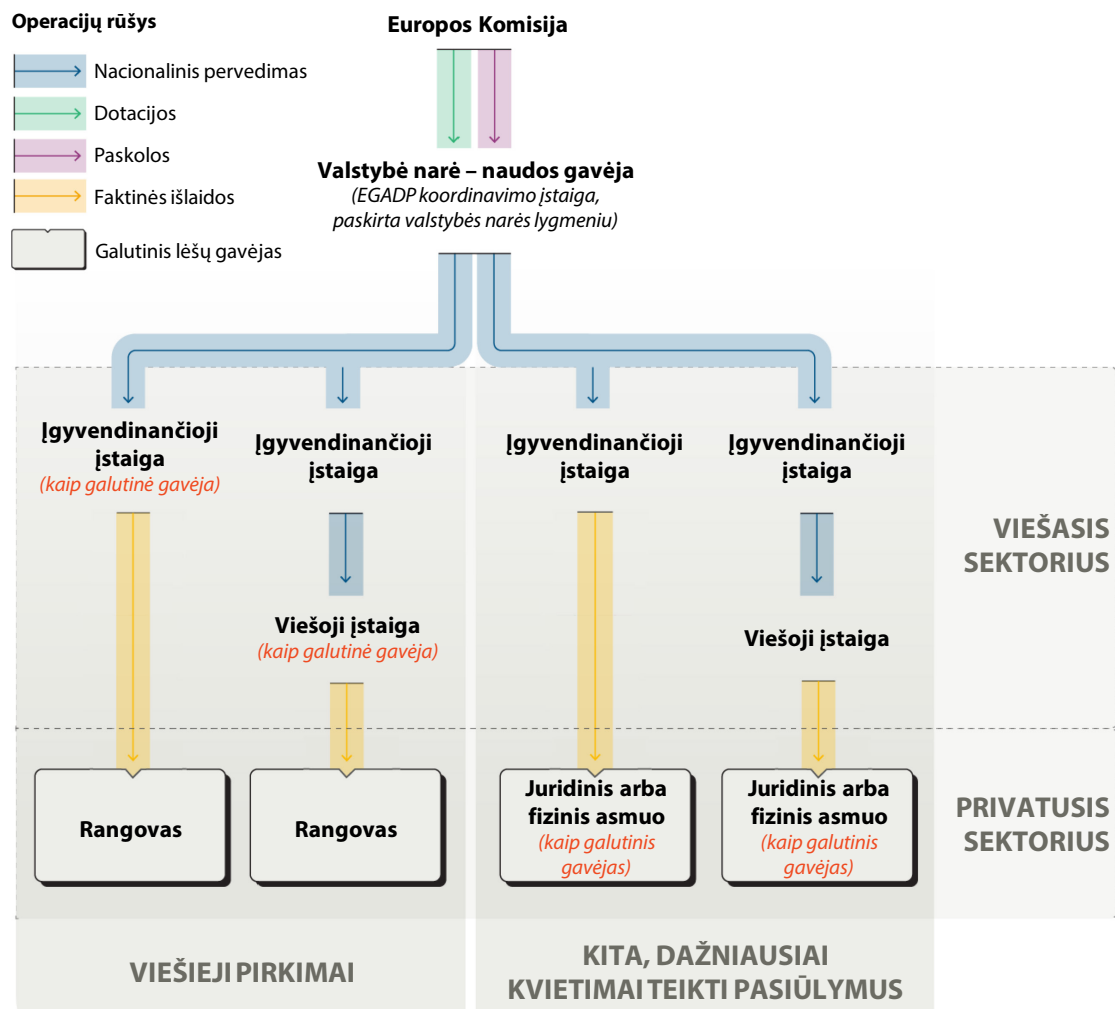 Operacijų rūšys
Nacionalinis pervedimas
Dotacijos
Paskolos
Faktinės išlaidos
Galutinis lėšų gavėjas
Europos Komisija
Valstybė narė – naudos gavėja
(EGADP koordinavimo įstaiga,
paskirta valstybės narės lygmeniu)
Įgyvendinančioji
įstaiga
(kaip galutinė gavėja)
Įgyvendinančioji
įstaiga
Įgyvendinančioji
įstaiga
Įgyvendinančioji
įstaiga
Viešoji įstaiga
(kaip galutinė gavėja)
Viešoji įstaiga
VIEŠASIS
SEKTORIUS
Rangovas
Rangovas
Juridinis arba
fizinis asmuo
(kaip galutinis
gavėjas)
Juridinis arba
fizinis asmuo
(kaip galutinis
gavėjas)
PRIVATUSIS
SEKTORIUS
VIEŠIEJI PIRKIMAI
KITA, DAŽNIAUSIAI
KVIETIMAI TEIKTI PASIŪLYMUS